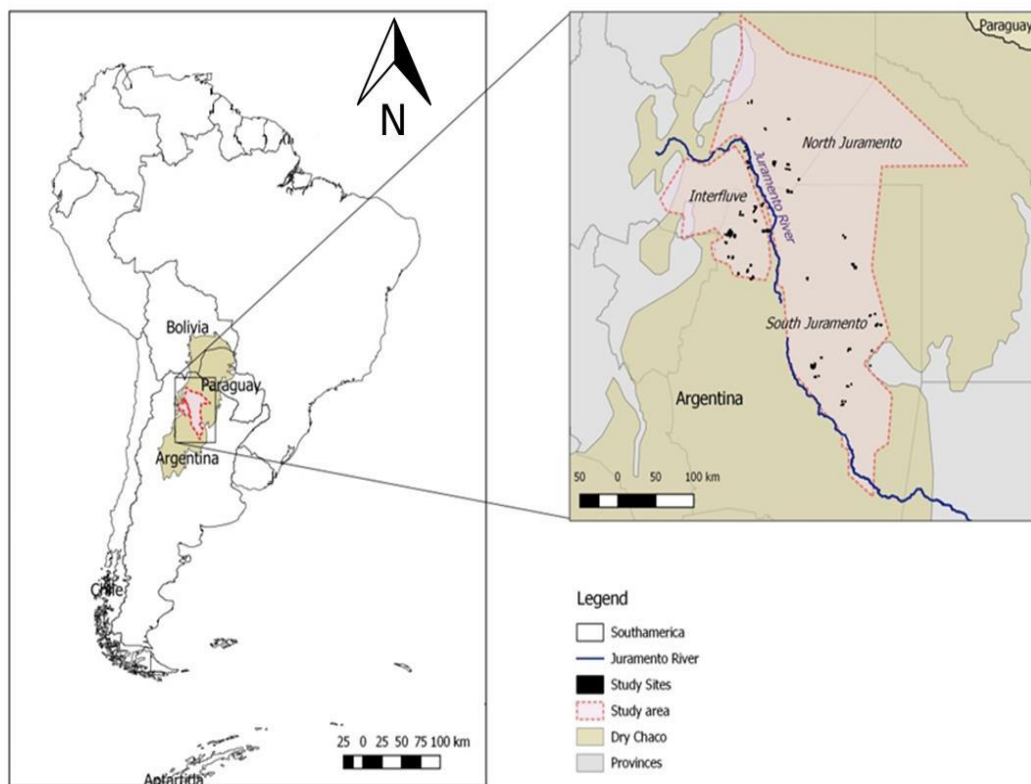 N
Bolivia
Paraguay
Argentina
Chile
Antartida
25 0 25 50 75 100 km
Paraguay
North Juramento
Juramento River
Interfluve
South Juramento
Argentina
50 0 50 100 km
Legend
Southamerica
Juramento River
Study Sites
Study area
Dry Chaco
Provinces